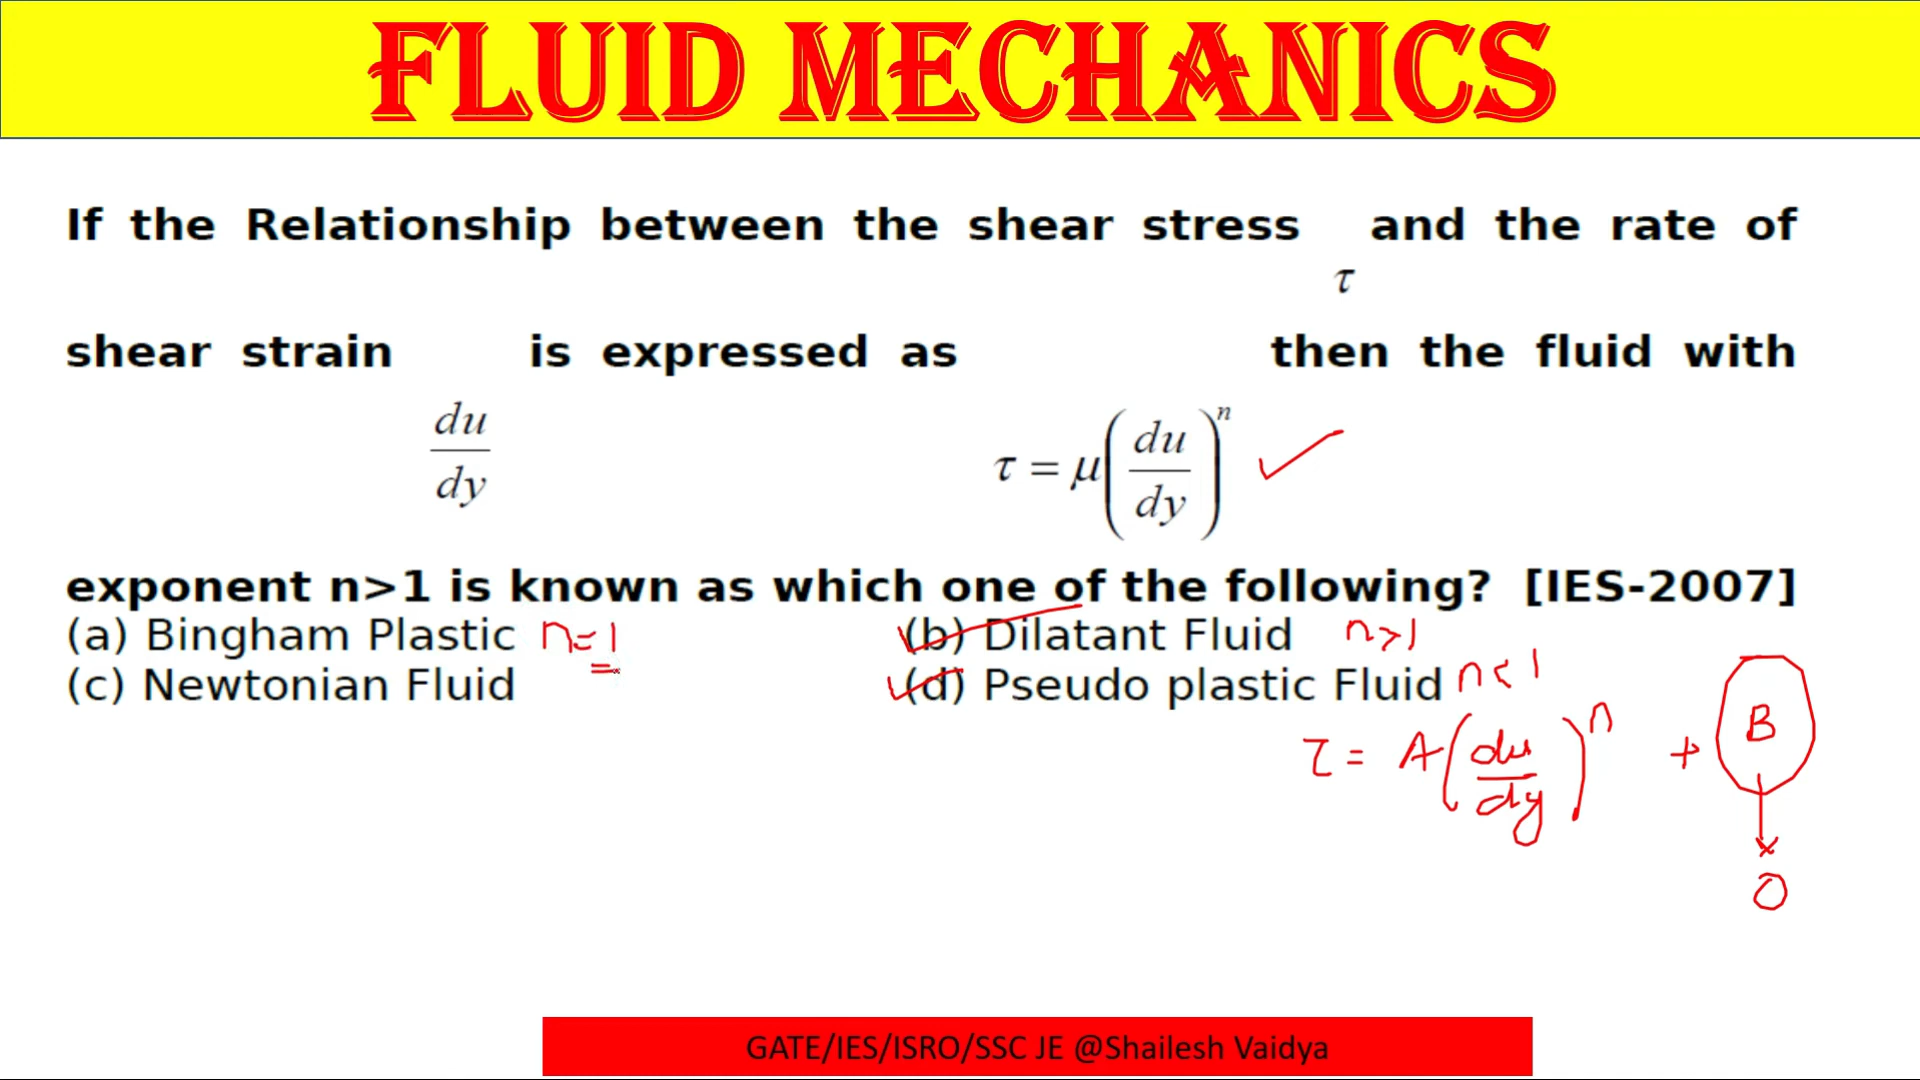 FLUID MECHANICS
If the Relationship between the shear stress τ and the rate of
shear strain du/dy is expressed as τ = μ(du/dy)^n then the fluid with
exponent n>1 is known as which one of the following? [IES-2007]
(a) Bingham Plastic n=1 (b) Dilatant Fluid n>1
(c) Newtonian Fluid (d) Pseudo plastic Fluid n<1
τ = A(du/dy)^n + B
0
GATE/IES/ISRO/SSC JE @Shailesh Vaidya